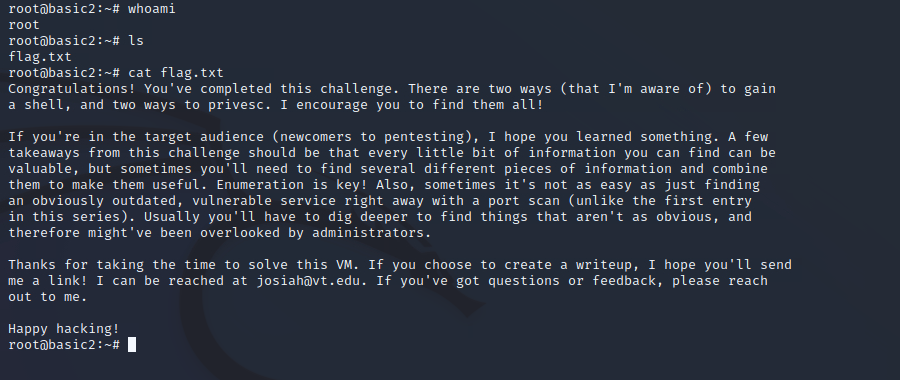 root@basic2:~# whoami
root
root@basic2:~# ls
flag.txt
root@basic2:~# cat flag.txt
Congratulations! You've completed this challenge. There are two ways (that I'm aware of) to gain
a shell, and two ways to privesc. I encourage you to find them all!

If you're in the target audience (newcomers to pentesting), I hope you learned something. A few
takeaways from this challenge should be that every little bit of information you can find can be
valuable, but sometimes you'll need to find several different pieces of information and combine
them to make them useful. Enumeration is key! Also, sometimes it's not as easy as just finding
an obviously outdated, vulnerable service right away with a port scan (unlike the first entry
in this series). Usually you'll have to dig deeper to find things that aren't as obvious, and
therefore might've been overlooked by administrators.

Thanks for taking the time to solve this VM. If you choose to create a writeup, I hope you'll send
me a link! I can be reached at josiah@vt.edu. If you've got questions or feedback, please reach
out to me.

Happy hacking!
root@basic2:~#